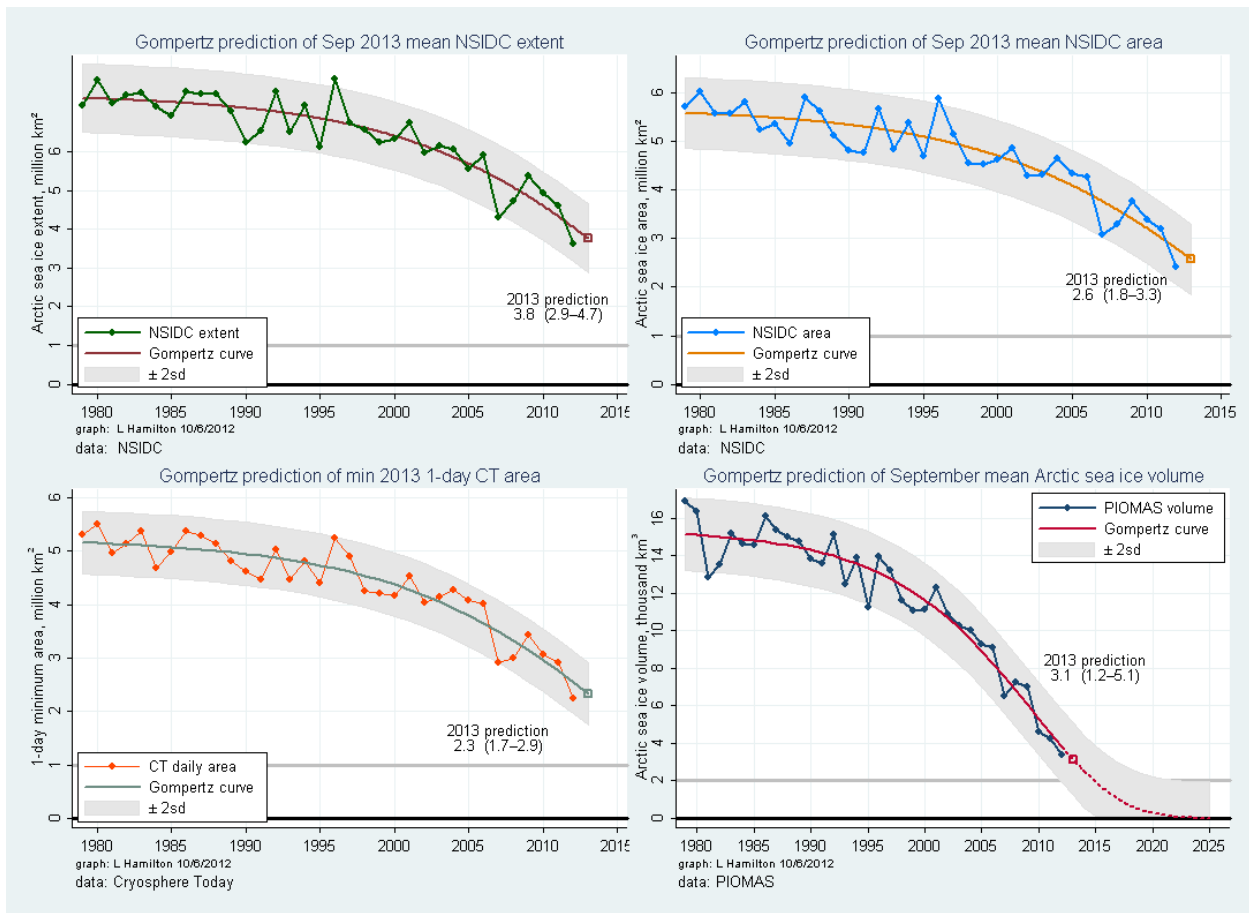 Gompertz prediction of Sep 2013 mean NSIDC extent
Arctic sea ice extent, million km²
6
5
4
3
1
0
2013 prediction
3.8 (2.9–4.7)
NSIDC extent
Gompertz curve
± 2sd
1980 1985 1990 1995 2000 2005 2010 2015
graph: L Hamilton 10/6/2012
data: NSIDC
Gompertz prediction of Sep 2013 mean NSIDC area
Arctic sea ice area, million km²
6
5
4
3
2
1
0
2013 prediction
2.6 (1.8–3.3)
NSIDC area
Gompertz curve
± 2sd
1980 1985 1990 1995 2000 2005 2010 2015
graph: L Hamilton 10/6/2012
data: NSIDC
Gompertz prediction of min 2013 1-day CT area
1-day minimum area, million km²
6
5
4
3
2
1
0
2013 prediction
2.3 (1.7–2.9)
CT daily area
Gompertz curve
± 2sd
1980 1985 1990 1995 2000 2005 2010 2015
graph: L Hamilton 10/6/2012
data: Cryosphere Today
Gompertz prediction of September mean Arctic sea ice volume
Arctic sea ice volume, thousand km³
16
14
12
10
8
6
4
2
0
PIOMAS volume
Gompertz curve
± 2sd
2013 prediction
3.1 (1.2–5.1)
1980 1985 1990 1995 2000 2005 2010 2015 2020 2025
graph: L Hamilton 10/6/2012
data: PIOMAS